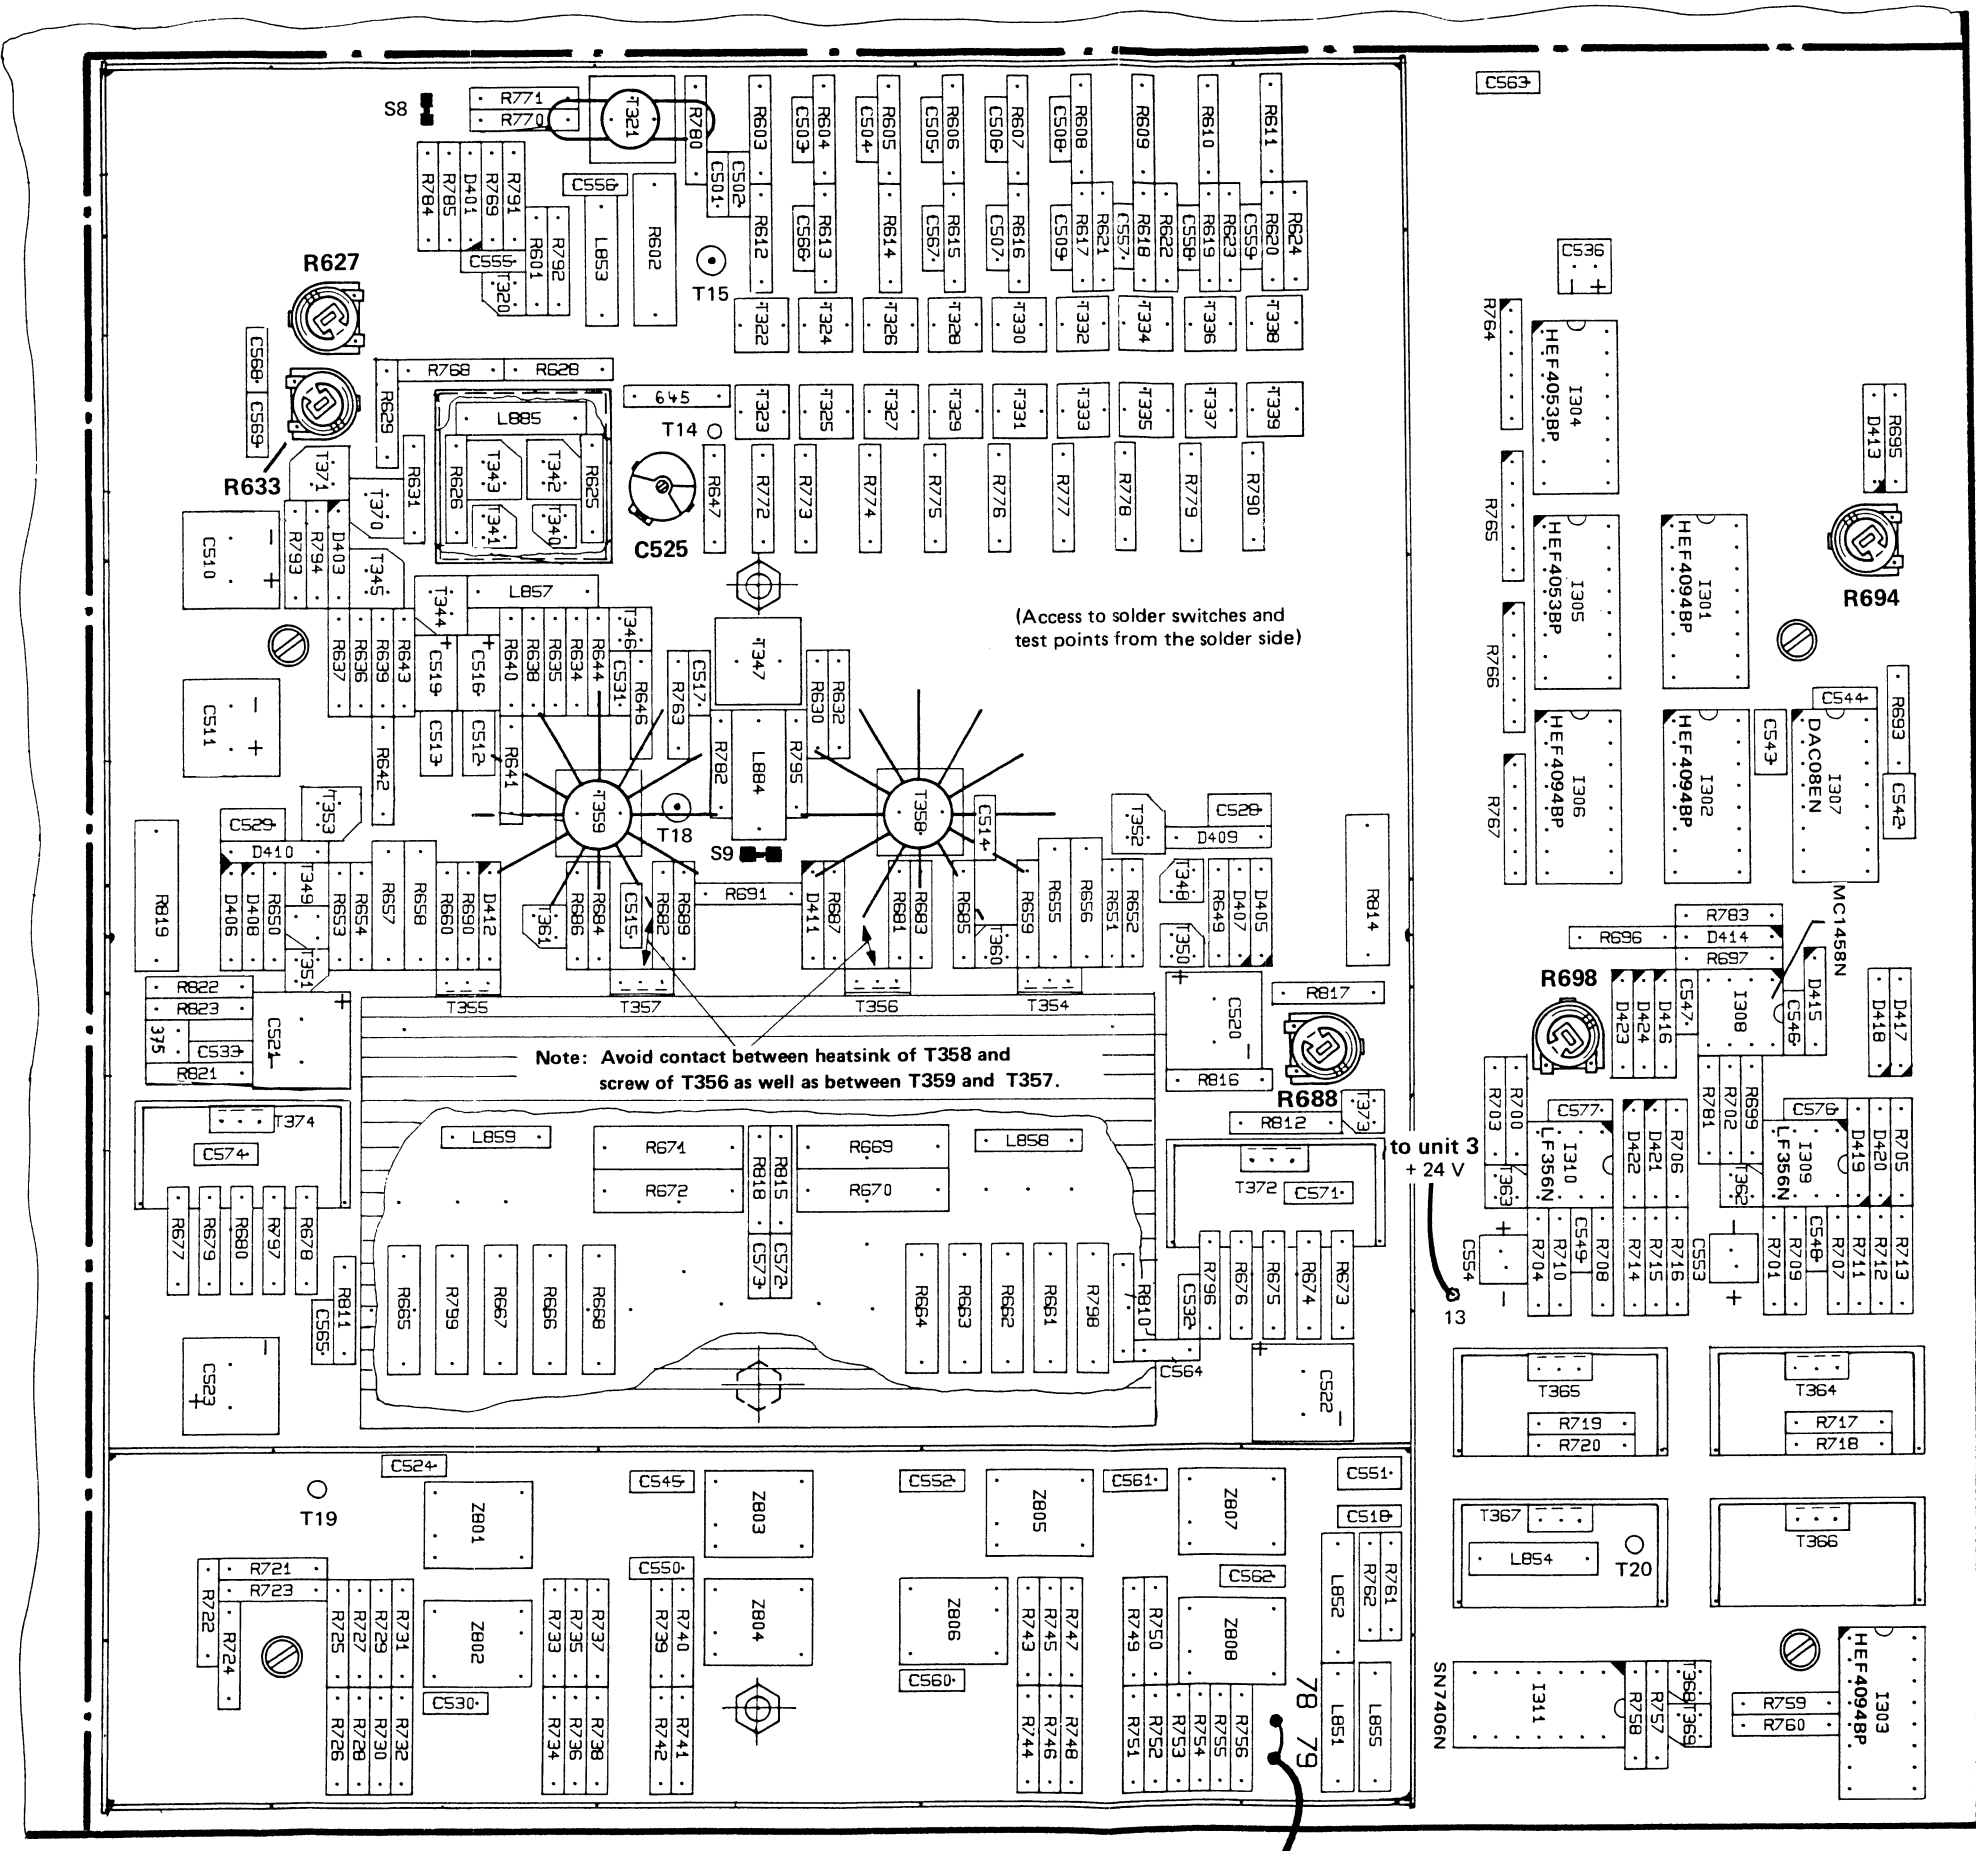 C563
S8
R771
R770
T321
R780
R603
C503
R604
C504
R605
C505
R606
C506
R607
C508
R608
R609
R610
R611
R784
R785
D401
R769
R791
C556
C501
C502
R612
C566
R613
R614
C567
R615
C507
R616
C509
R617
R621
C557
R618
R622
C558
R619
R623
C559
R620
R624
C555
R601
R792
T320
L853
R602
T15
C536
R627
T322
T324
T326
T328
T330
T332
T334
T336
T338
R764
HEF4053BP
I304
C568
C569
R768
R628
R629
L885
645
T14
T323
T325
T327
T329
T331
T333
T335
T337
T339
D413
R695
R633
T371
T370
R631
R626
T343
T342
R625
T341
T340
C525
R647
R772
R773
R774
R775
R776
R778
R779
R790
R765
HEF4053BP
I305
HEF4094BP
I301
R694
C510
R793
R794
D403
T345
T344
L857
T346
(Access to solder switches and
test points from the solder side)
R637
R636
R639
R643
C519
C516
R640
R638
R635
R634
R644
C531
R646
R763
C517
T347
R630
R632
R766
C544
R693
C511
R642
C513
C512
R641
R782
L884
R795
HEF4094BP
I306
HEF4094BP
I302
C543
DAC08EN
I307
C542
R767
T353
C529
D410
T359
T18
S9
T358
C514
T352
C528
D409
R819
D406
D408
R650
T349
T351
R653
R654
R657
R658
R660
R690
D412
T361
R686
R684
C515
R682
R689
R691
D411
R687
R681
R683
R685
T360
R659
R655
R656
R651
R652
T348
T350
R649
D407
D405
R814
R783
R696
D414
R697
MC1458N
R822
R823
375
C533
R821
C521
T355
T357
T356
T354
C520
R817
R698
D423
D424
D416
C547
I308
C546
D415
D418
D417
Note: Avoid contact between heatsink of T358 and
screw of T356 as well as between T359 and T357.
R816
R688
R812
T373
T374
C574
L859
R671
R672
R818
R815
C573
C572
R669
R670
L858
T372
C571
to unit 3
+ 24 V
R703
R700
C577
LF356N
I310
T363
D422
D421
R706
R781
R702
R699
T362
C576
LF356N
I309
D419
D420
R705
R677
R679
R680
R797
R678
R811
C565
R665
R799
R667
R666
R668
R664
R663
R662
R661
R798
R810
C532
C564
R796
R676
R675
R674
R673
C554
R704
R710
C549
R708
R714
R715
R716
C553
R701
R709
C548
R707
R711
R712
R713
13
C523
C522
T365
R719
R720
T364
R717
R718
C524
T19
Z801
C545
Z803
C552
Z805
C561
Z807
C551
C518
T367
L854
T20
T366
R721
R723
R722
R724
R725
R727
R729
R731
Z802
C530
R733
R735
R737
C550
R739
R740
Z804
Z806
C560
R743
R745
R747
R749
R750
C562
Z808
L852
R762
R761
R726
R728
R730
R732
R734
R736
R738
R742
R741
R744
R746
R748
R751
R752
R753
R754
R755
R756
78
79
L851
L855
SN7406N
I311
R758
R757
T368
T369
R759
R760
HEF4094BP
I303